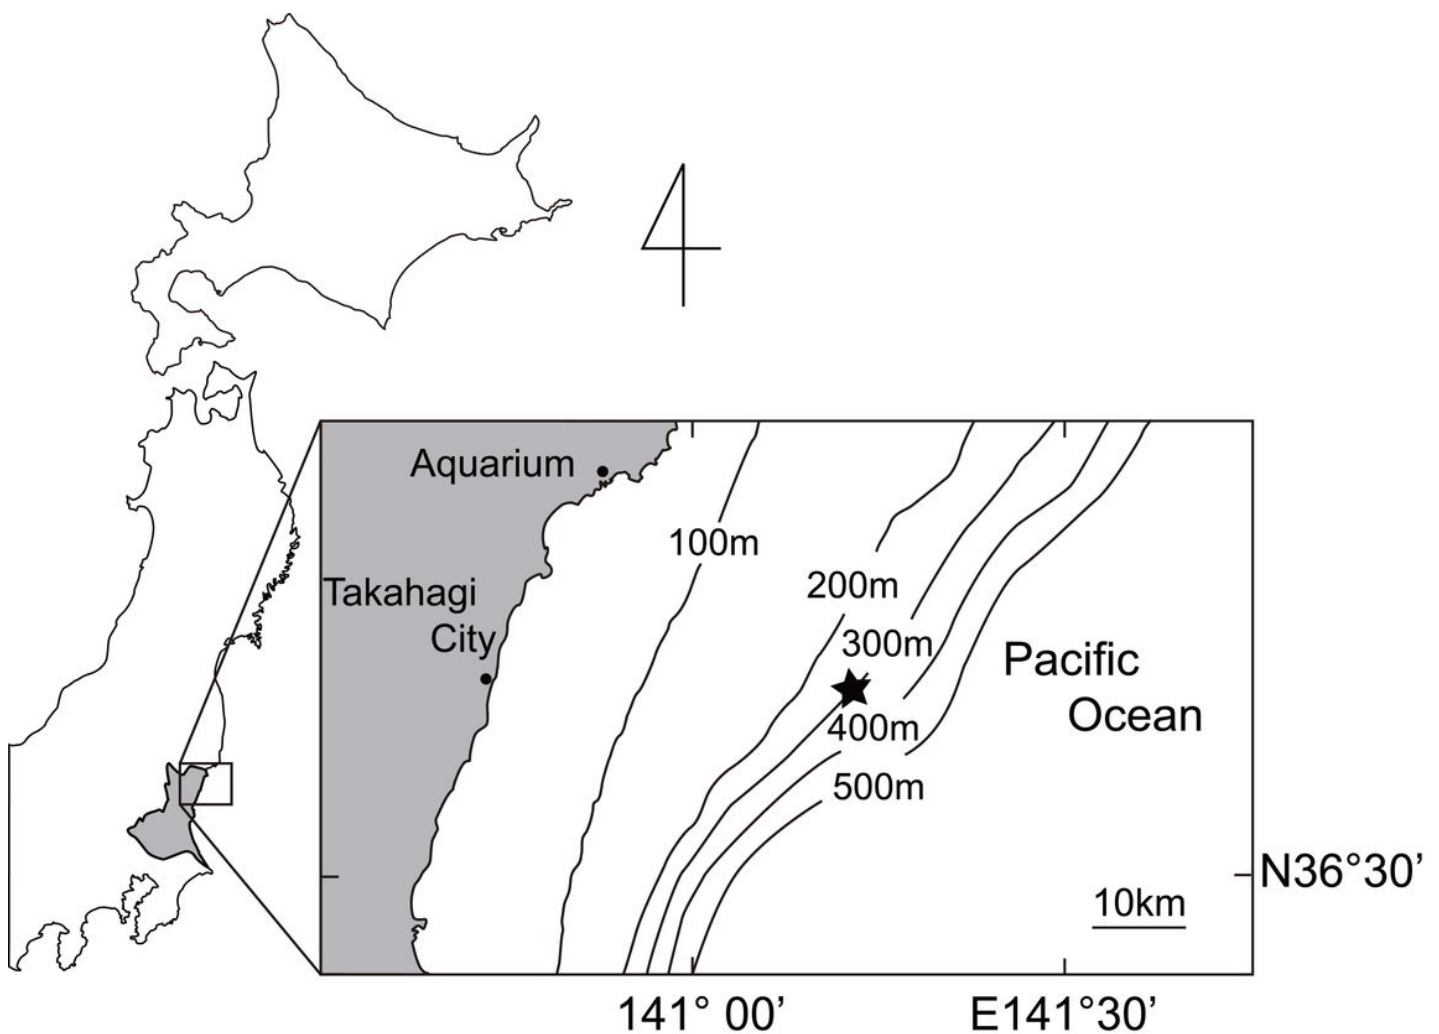 Aquarium
100m
Takahagi
City
200m
300m
Pacific
Ocean
400m
500m
N36°30’
10km
141° 00’
E141°30’